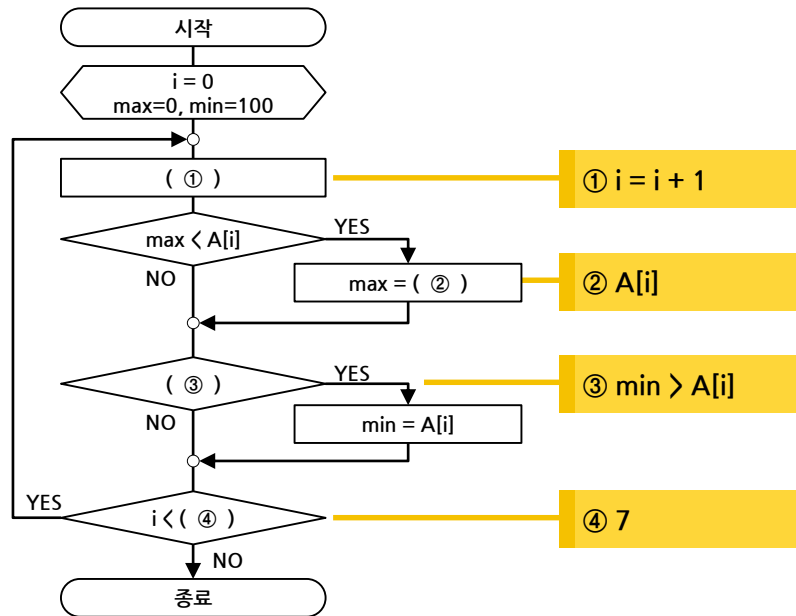 시작
i = 0
max=0, min=100
( ① )
① i = i + 1
max < A[i]
YES
NO
max = ( ② )
② A[i]
( ③ )
YES
③ min > A[i]
NO
min = A[i]
YES
i < ( ④ )
④ 7
NO
종료